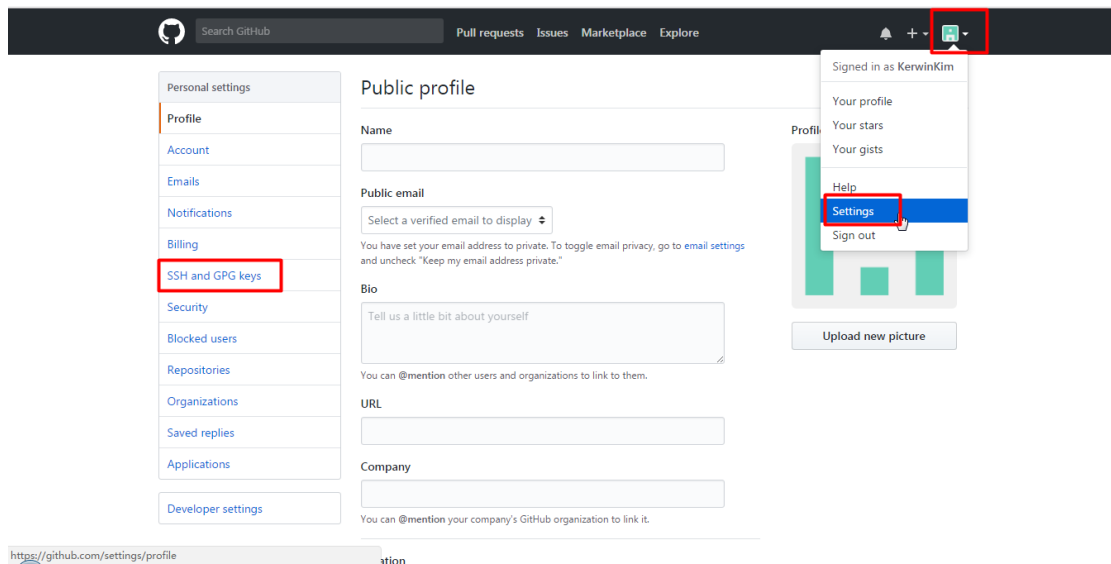 Search GitHub
Pull requests Issues Marketplace Explore
Signed in as KerwinKim
Your profile
Your stars
Your gists
Help
Settings
Sign out
Personal settings
Profile
Account
Emails
Notifications
Billing
SSH and GPG keys
Security
Blocked users
Repositories
Organizations
Saved replies
Applications
Developer settings
Public profile
Name
Public email
Select a verified email to display
You have set your email address to private. To toggle email privacy, go to email settings
and uncheck "Keep my email address private."
Bio
Tell us a little bit about yourself
You can @mention other users and organizations to link to them.
URL
Company
You can @mention your company's GitHub organization to link it.
Upload new picture
https://github.com/settings/profile